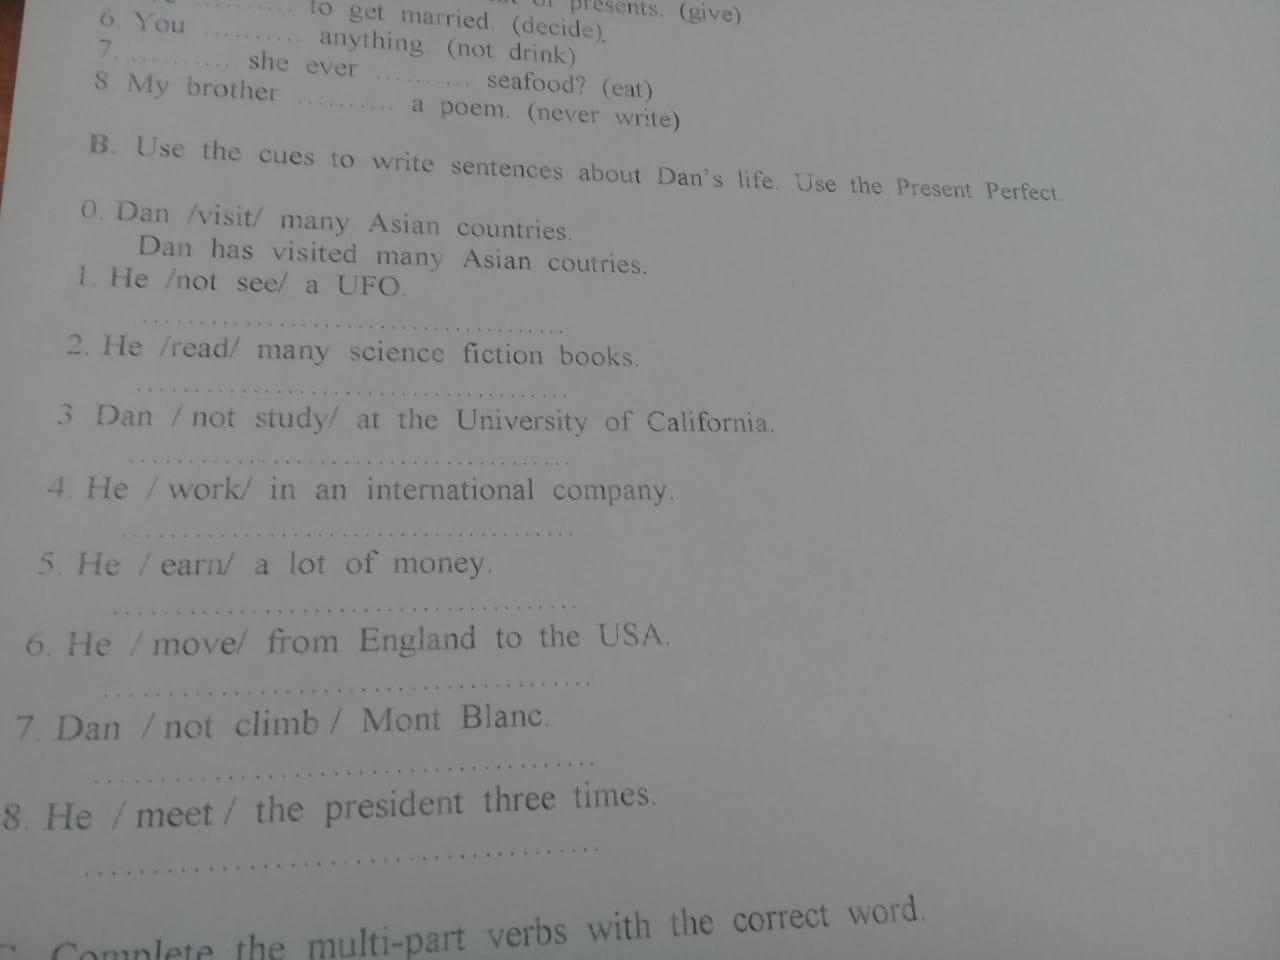 presents. (give)
.......... to get married. (decide).
6. You .......... anything. (not drink)
7. .......... she ever .......... seafood? (eat)
8. My brother .......... a poem. (never write)
B. Use the cues to write sentences about Dan's life. Use the Present Perfect.
0. Dan /visit/ many Asian countries.
Dan has visited many Asian coutries.
1. He /not see/ a UFO.
......................................
2. He /read/ many science fiction books.
......................................
3. Dan / not study/ at the University of California.
......................................
4. He / work/ in an international company.
......................................
5. He / earn/ a lot of money.
......................................
6. He / move/ from England to the USA.
......................................
7. Dan / not climb / Mont Blanc.
......................................
8. He / meet / the president three times.
......................................
Complete the multi-part verbs with the correct word.